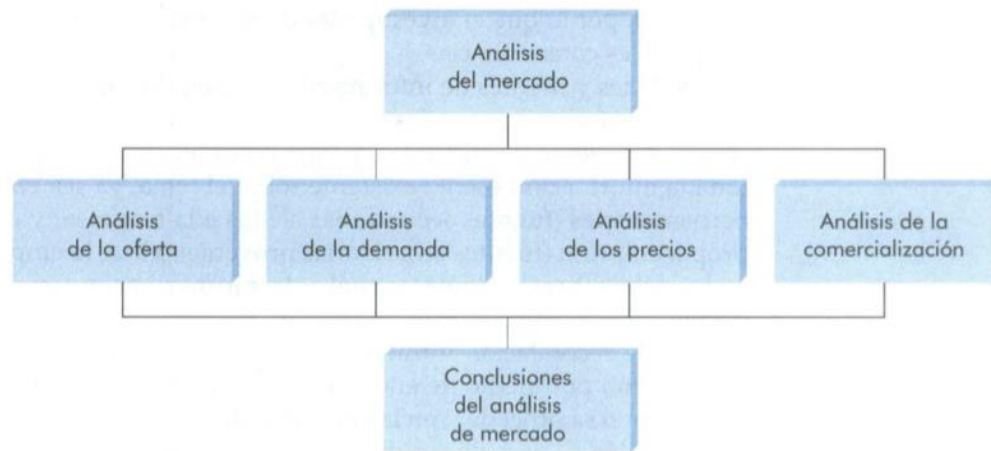 Análisis
del mercado
Análisis
de la oferta
Análisis
de la demanda
Análisis
de los precios
Análisis de la
comercialización
Conclusiones
del análisis
de mercado